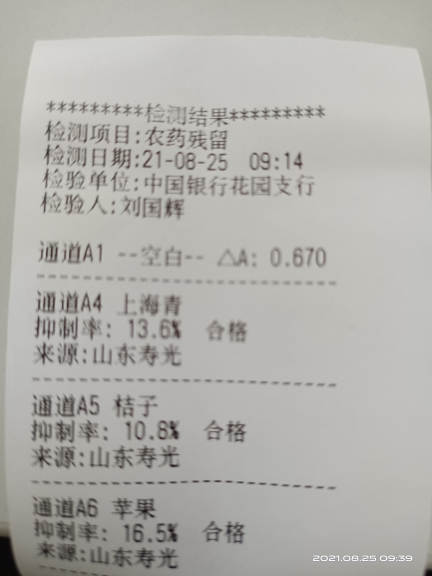 *********检测结果*********
检测项目:农药残留
检测日期:21-08-25 09:14
检验单位:中国银行花园支行
检验人:刘国辉
通道A1 --空白-- △A: 0.670
通道A4 上海青
抑制率: 13.6% 合格
来源:山东寿光
通道A5 桔子
抑制率: 10.8% 合格
来源:山东寿光
通道A6 苹果
抑制率: 16.5% 合格
来源:山东寿光
2021.08.25 09:39